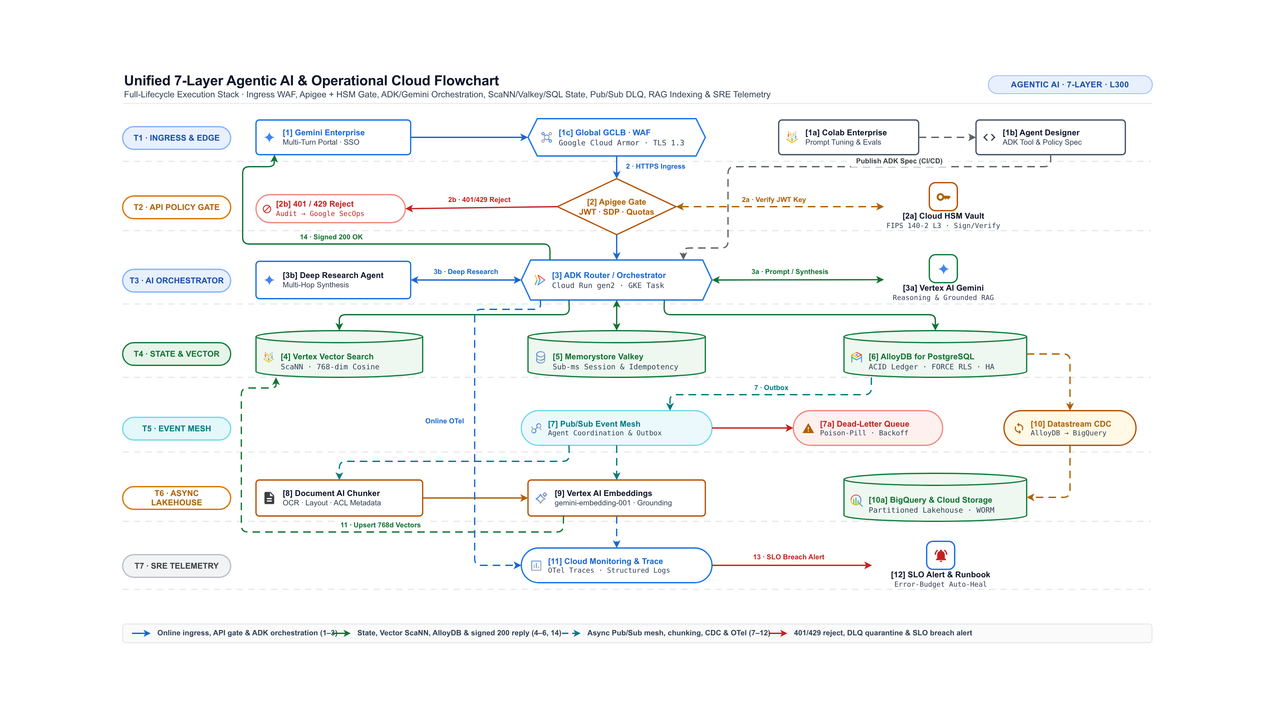 Unified 7-Layer Agentic AI & Operational Cloud Flowchart
Full-Lifecycle Execution Stack · Ingress WAF, Apigee + HSM Gate, ADK/Gemini Orchestration, ScaNN/Valkey/SQL State, Pub/Sub DLQ, RAG Indexing & SRE Telemetry
AGENTIC AI · 7-LAYER · L300
T1 · INGRESS & EDGE
[1] Gemini Enterprise
Multi-Turn Portal · SSO
[1c] Global GCLB · WAF
Google Cloud Armor · TLS 1.3
[1a] Colab Enterprise
Prompt Tuning & Evals
[1b] Agent Designer
ADK Tool & Policy Spec
2 · HTTPS Ingress
Publish ADK Spec (CI/CD)
T2 · API POLICY GATE
[2b] 401 / 429 Reject
Audit → Google SecOps
2b · 401/429 Reject
[2] Apigee Gate
JWT · SDP · Quotas
2a · Verify JWT Key
[2a] Cloud HSM Vault
FIPS 140-2 L3 · Sign/Verify
14 · Signed 200 OK
T3 · AI ORCHESTRATOR
[3b] Deep Research Agent
Multi-Hop Synthesis
3b · Deep Research
[3] ADK Router / Orchestrator
Cloud Run gen2 · GKE Task
3a · Prompt / Synthesis
[3a] Vertex AI Gemini
Reasoning & Grounded RAG
T4 · STATE & VECTOR
[4] Vertex Vector Search
ScaNN · 768-dim Cosine
[5] Memorystore Valkey
Sub-ms Session & Idempotency
[6] AlloyDB for PostgreSQL
ACID Ledger · FORCE RLS · HA
7 · Outbox
T5 · EVENT MESH
Online OTel
[7] Pub/Sub Event Mesh
Agent Coordination & Outbox
[7a] Dead-Letter Queue
Poison-Pill · Backoff
[10] Datastream CDC
AlloyDB → BigQuery
T6 · ASYNC
LAKEHOUSE
[8] Document AI Chunker
OCR · Layout · ACL Metadata
[9] Vertex AI Embeddings
gemini-embedding-001 · Grounding
[10a] BigQuery & Cloud Storage
Partitioned Lakehouse · WORM
11 · Upsert 768d Vectors
T7 · SRE TELEMETRY
[11] Cloud Monitoring & Trace
OTel Traces · Structured Logs
13 · SLO Breach Alert
[12] SLO Alert & Runbook
Error-Budget Auto-Heal
Online ingress, API gate & ADK orchestration (1–3)
State, Vector ScaNN, AlloyDB & signed 200 reply (4–6, 14)
Async Pub/Sub mesh, chunking, CDC & OTel (7–12)
401/429 reject, DLQ quarantine & SLO breach alert